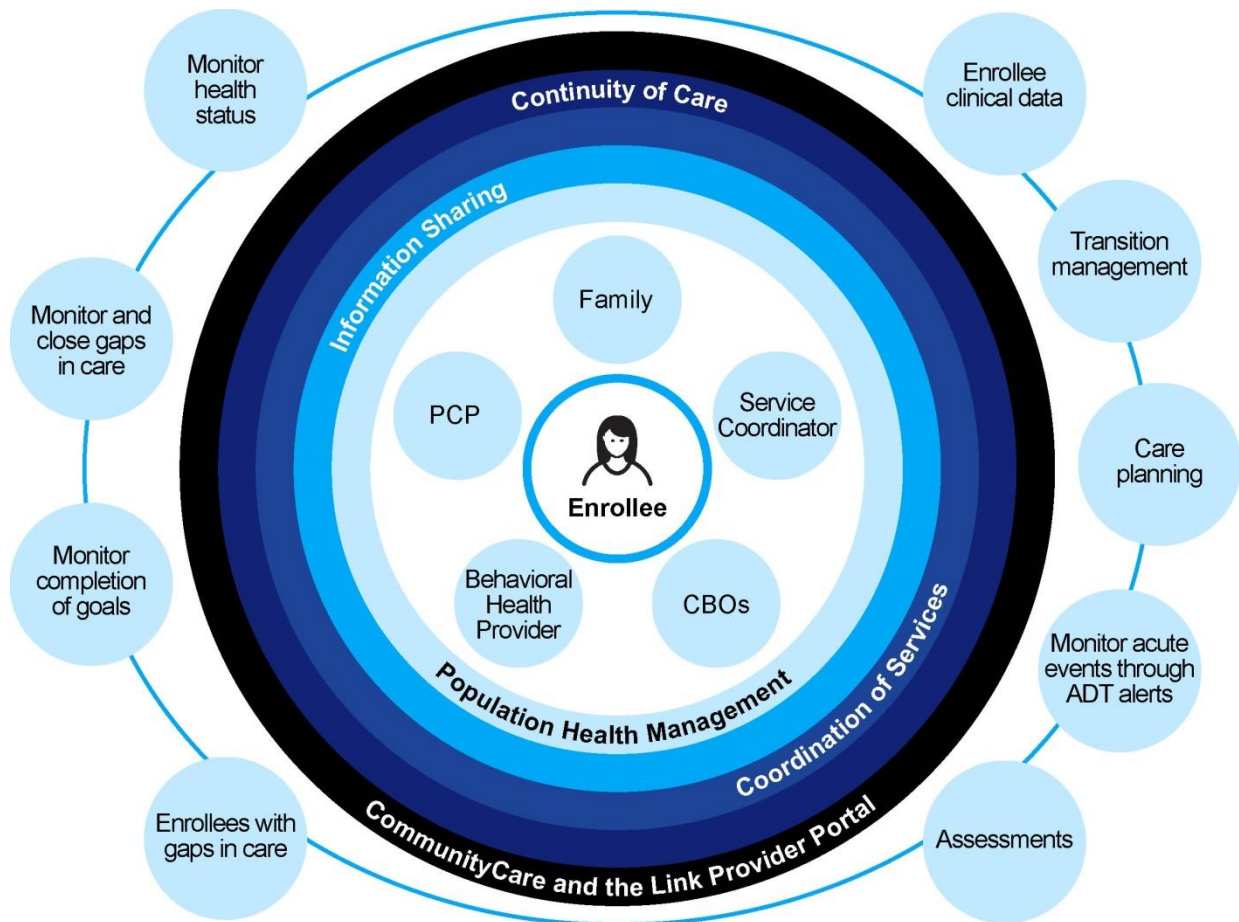 Monitor
health
status
Enrollee
clinical data
Continuity of Care
Information Sharing
Transition
management
Family
Monitor and
close gaps
in care
PCP
Service
Coordinator
Enrollee
Care
planning
Monitor
completion
of goals
Behavioral
Health
Provider
CBOs
Monitor acute
events through
ADT alerts
Population Health Management
Coordination of Services
CommunityCare and the Link Provider Portal
Enrollees with
gaps in care
Assessments